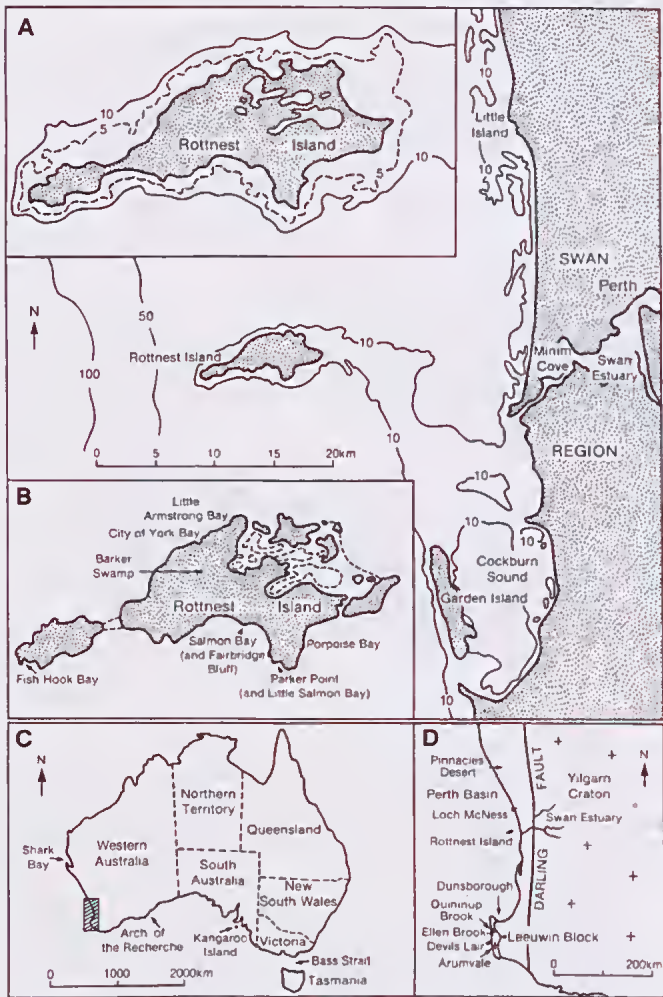 A
10
5
Rottnest Island
5
10
10
Little
Island
10
10
SWAN
Perth
Minim
Cove
Swan
Estuary
REGION
N
50
100
Rottnest Island
10
10
0 5 10 15 20km
10
10
10
Cockburn
Sound
Garden Island
10
B
Little
Armstrong Bay
City of York Bay
Barker
Swamp
Rottnest Island
Salmon Bay
(and Fairbridge
Bluff)
Porpoise Bay
Fish Hook Bay
Parker Point
(and Little Salmon Bay)
C
N
Northern
Territory
Queensland
Shark
Bay
Western
Australia
South
Australia
New
South Wales
Arch of
the Recherche
Kangaroo
Island
Victoria
Bass Strait
Tasmania
0 1000 2000km
D
N
Pinnacles
Desert
FAULT
Yilgarn
Craton
Perth Basin
Loch McNess
Swan Estuary
Rottnest Island
DARLING
Dunsborough
Quininup
Brook
Ellen Brook
Leeuwin Block
Devils Lair
Arumvale
0 200km